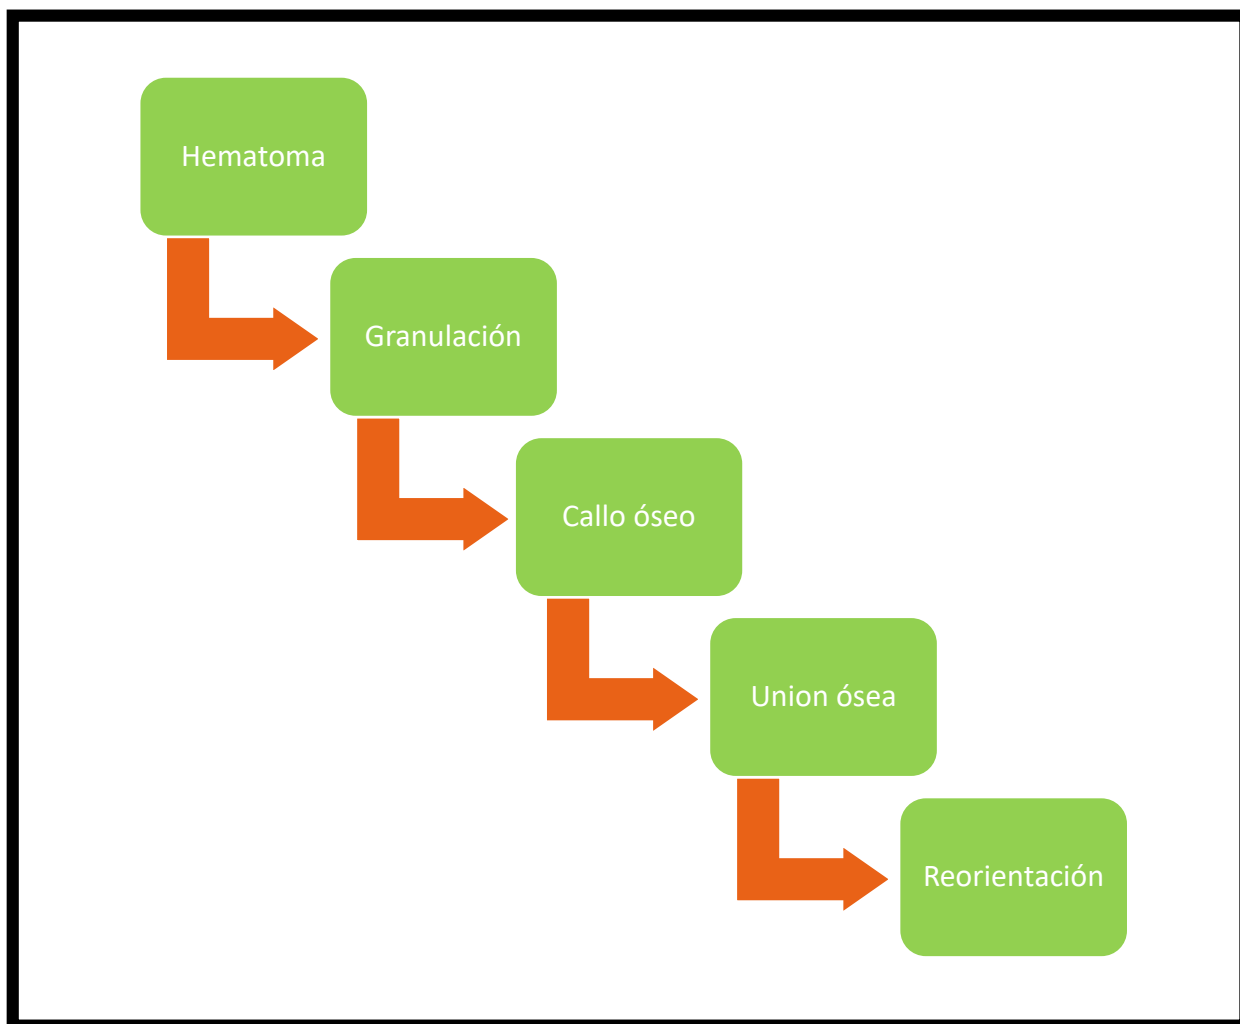 Hematoma
Granulación
Callo óseo
Union ósea
Reorientación